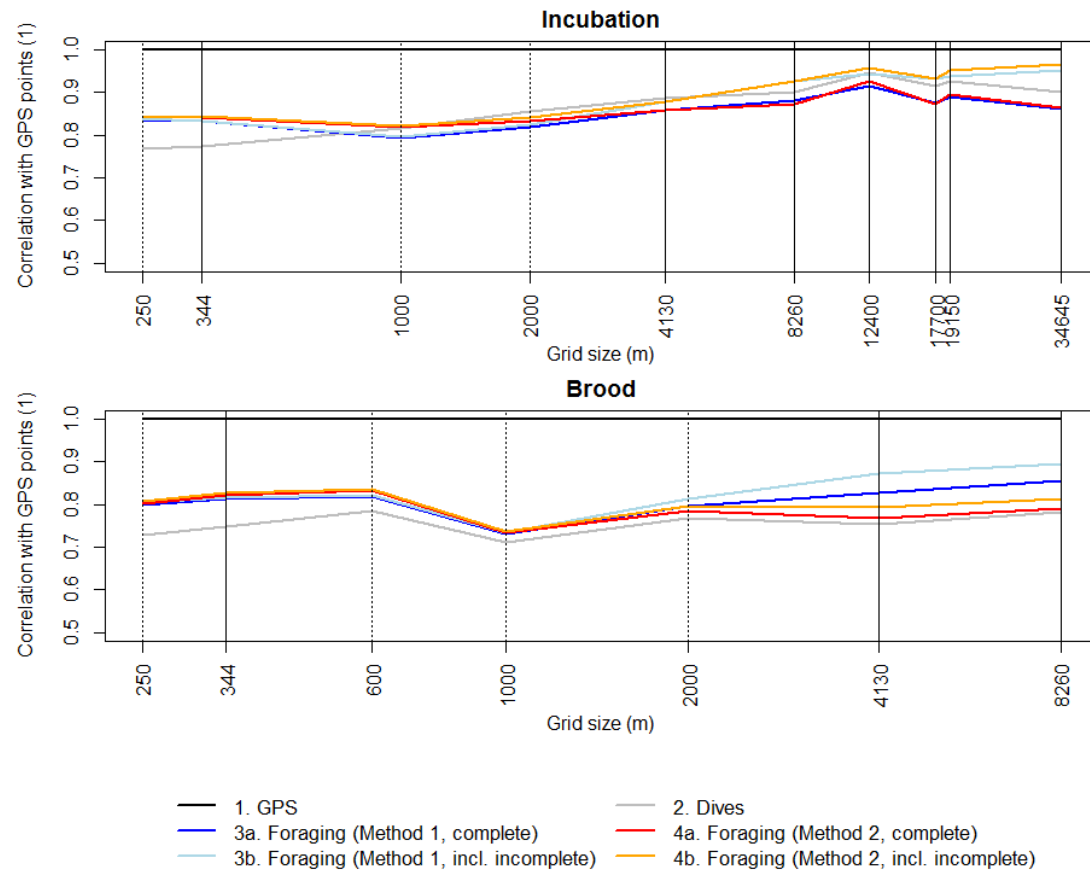 Incubation
Correlation with GPS points (1)
1.0
0.9
0.8
0.7
0.6
0.5
250
344
1000
2000
4130
8260
12400
17700
19150
34645
Grid size (m)
Brood
Correlation with GPS points (1)
1.0
0.9
0.8
0.7
0.6
0.5
250
344
600
1000
2000
4130
8260
Grid size (m)
1. GPS
2. Dives
3a. Foraging (Method 1, complete)
4a. Foraging (Method 2, complete)
3b. Foraging (Method 1, incl. incomplete)
4b. Foraging (Method 2, incl. incomplete)